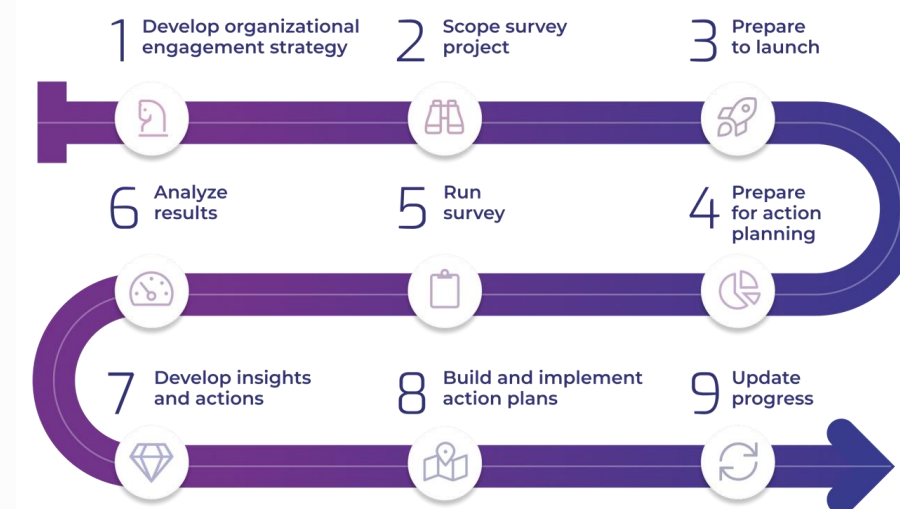 1 Develop organizational
engagement strategy
2 Scope survey
project
3 Prepare
to launch
4 Prepare
for action
planning
5 Run
survey
6 Analyze
results
7 Develop insights
and actions
8 Build and implement
action plans
9 Update
progress